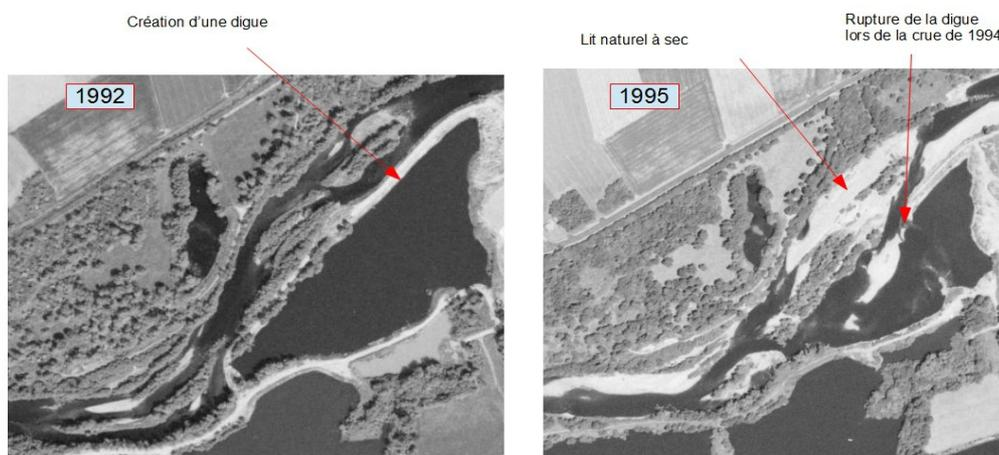 Création d'une digue
1992
Lit naturel à sec
Rupture de la digue
lors de la crue de 1994
1995